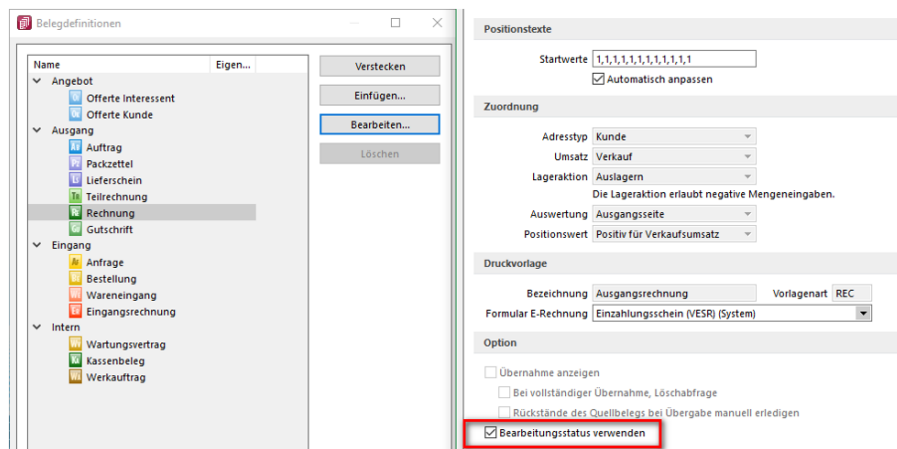 Belegdefinitionen
Name Eigen...
Angebot
Offerte Interessent
Offerte Kunde
Ausgang
Auftrag
Packzettel
Lieferschein
Teilrechnung
Rechnung
Gutschrift
Eingang
Anfrage
Bestellung
Wareneingang
Eingangsrechnung
Intern
Wartungsvertrag
Kassenbeleg
Werkauftrag
Verstecken
Einfügen...
Bearbeiten...
Löschen
Positionstexte
Startwerte 1,1,1,1,1,1,1,1,1,1,1,1
Automatisch anpassen
Zuordnung
Adresstyp Kunde
Umsatz Verkauf
Lageraktion Auslagern
Die Lageraktion erlaubt negative Mengeneingaben.
Auswertung Ausgangsseite
Positionswert Positiv für Verkaufsumsatz
Druckvorlage
Bezeichnung Ausgangsrechnung Vorlagenart REC
Formular E-Rechnung Einzahlungsschein (VESR) (System)
Option
Übernahme anzeigen
Bei vollständiger Übernahme, Löschabfrage
Rückstände des Quellbelegs bei Übergabe manuell erledigen
Bearbeitungsstatus verwenden